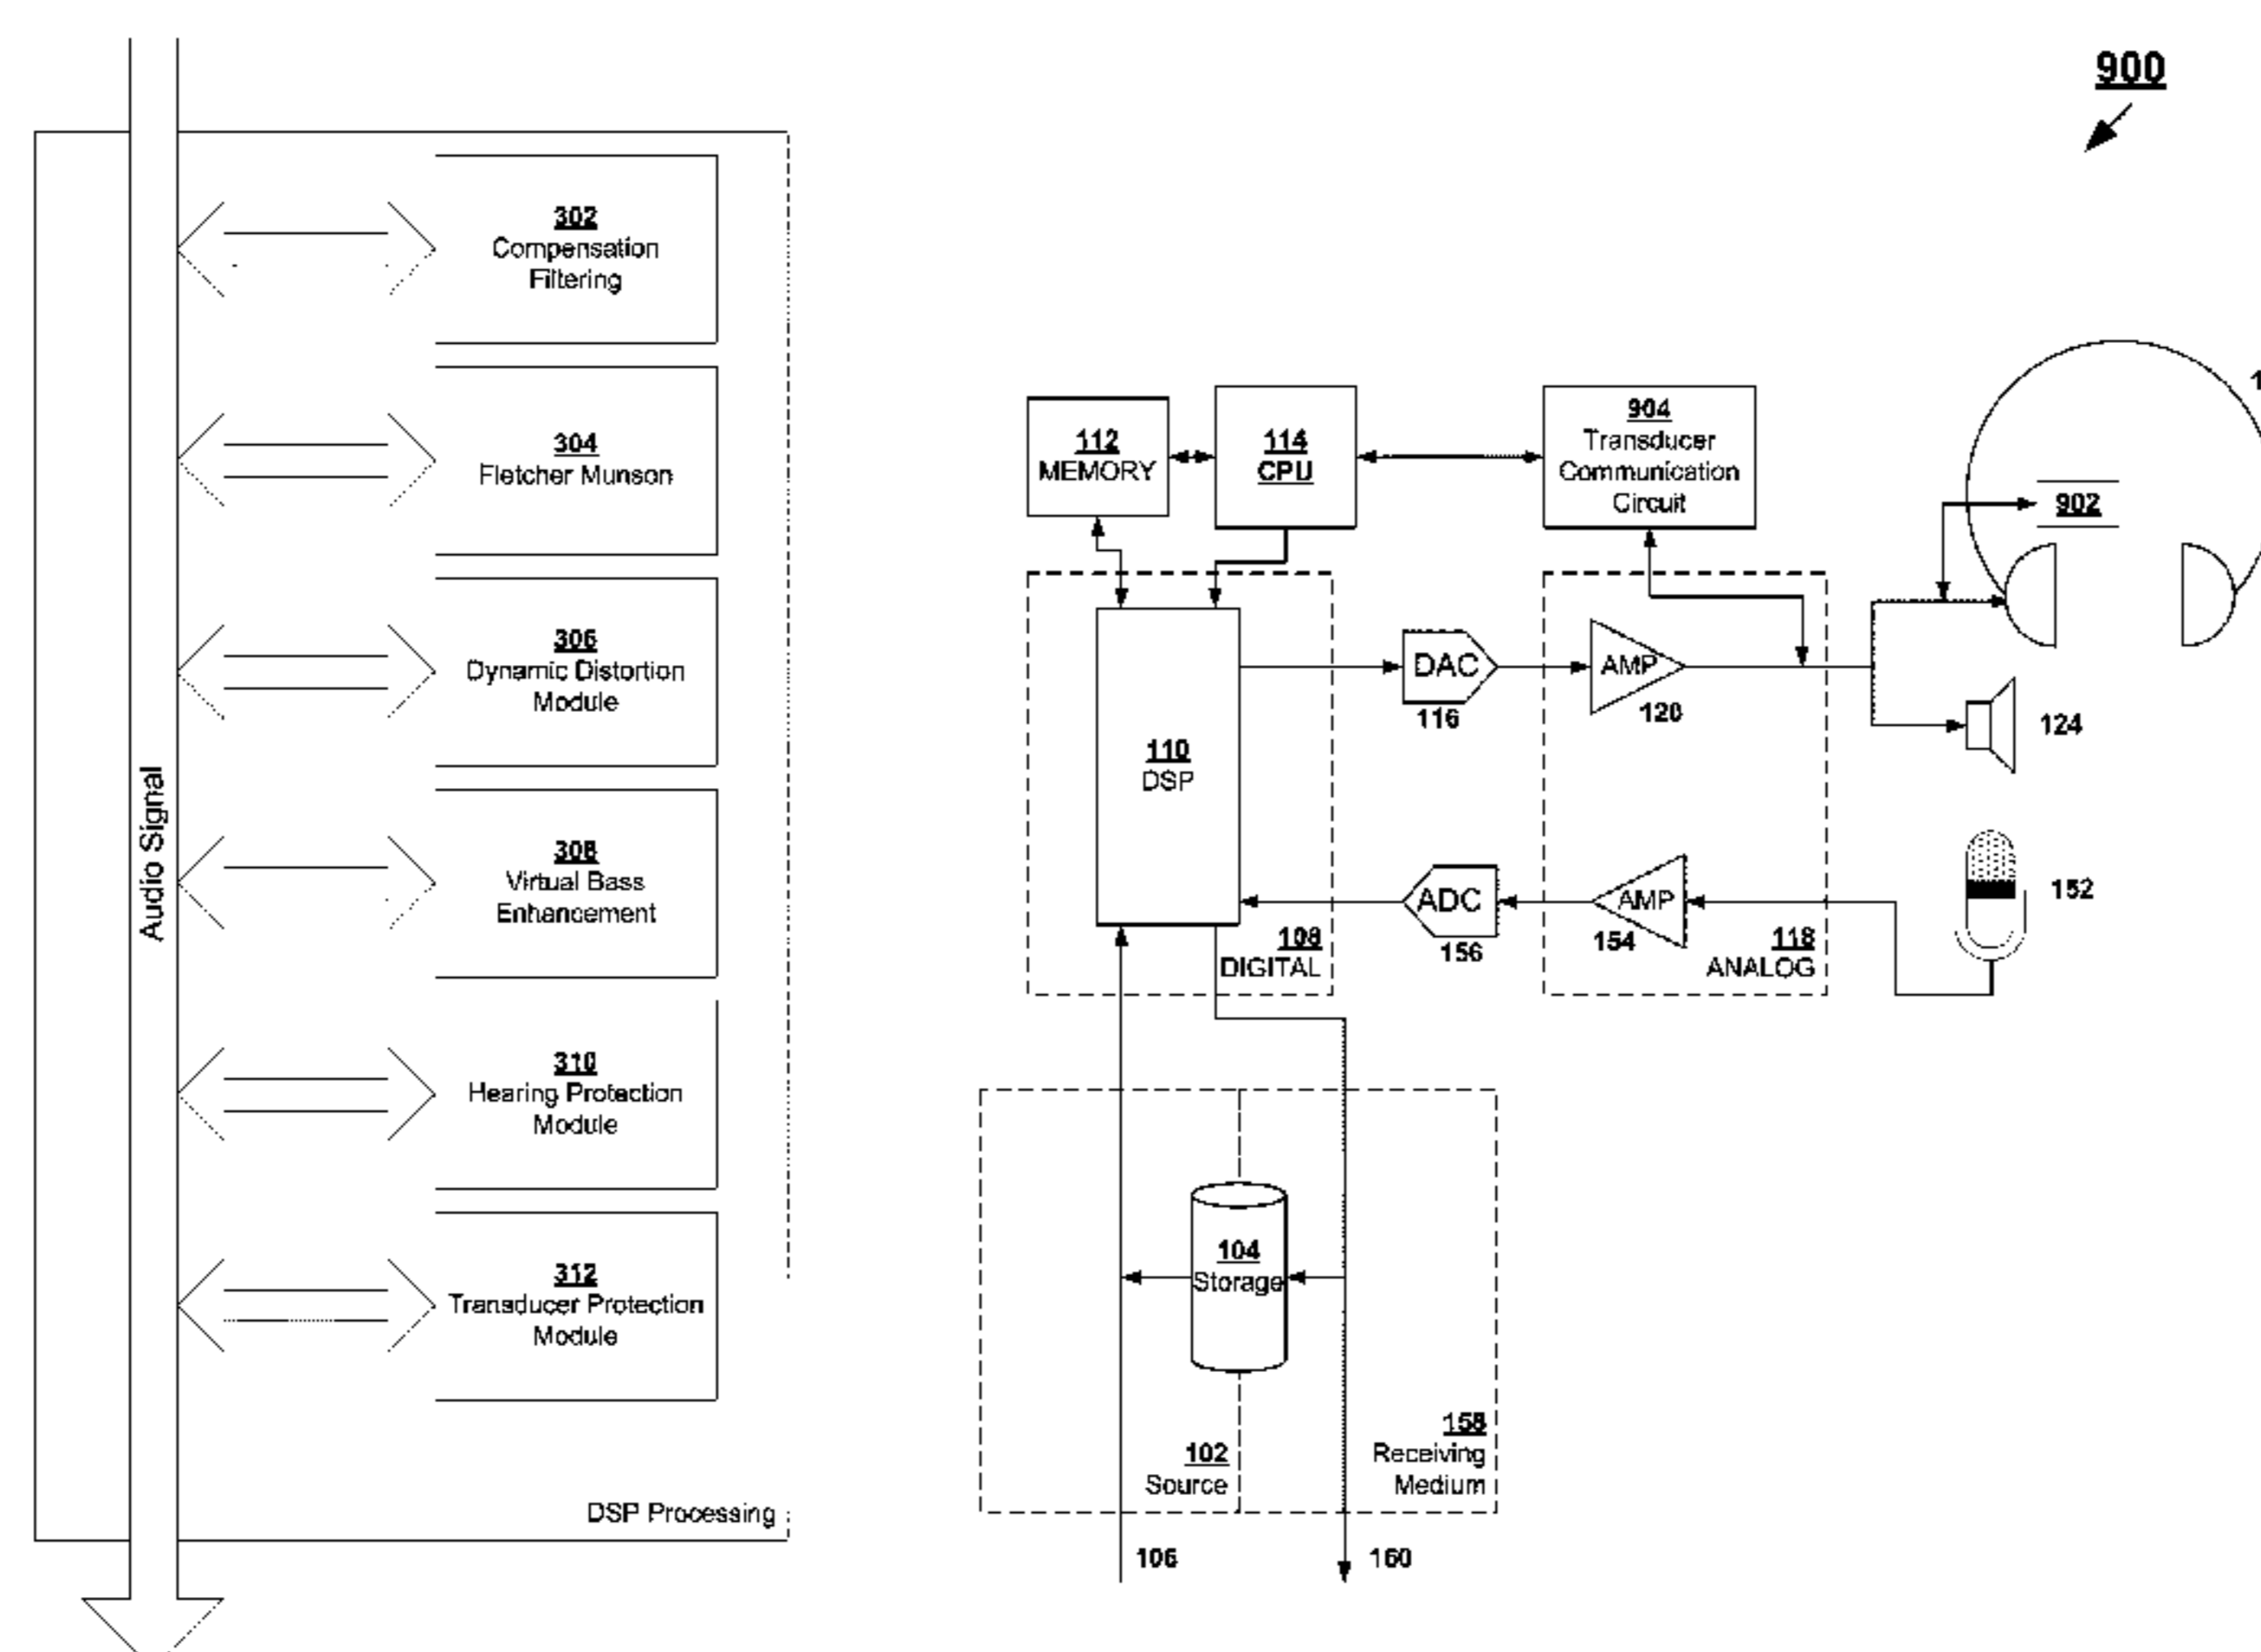 302
Compensation
Filtering
304
Fletcher Munson
306
Dynamic Distortion
Module
308
Virtual Bass
Enhancement
310
Hearing Protection
Module
312
Transducer Protection
Module
Audio Signal
DSP Processing
900
112
MEMORY
114
CPU
904
Transducer
Communication
Circuit
902
110
DSP
DAC
116
AMP
120
124
ADC
156
AMP
154
152
108
DIGITAL
118
ANALOG
104
Storage
102
Source
158
Receiving
Medium
106
160